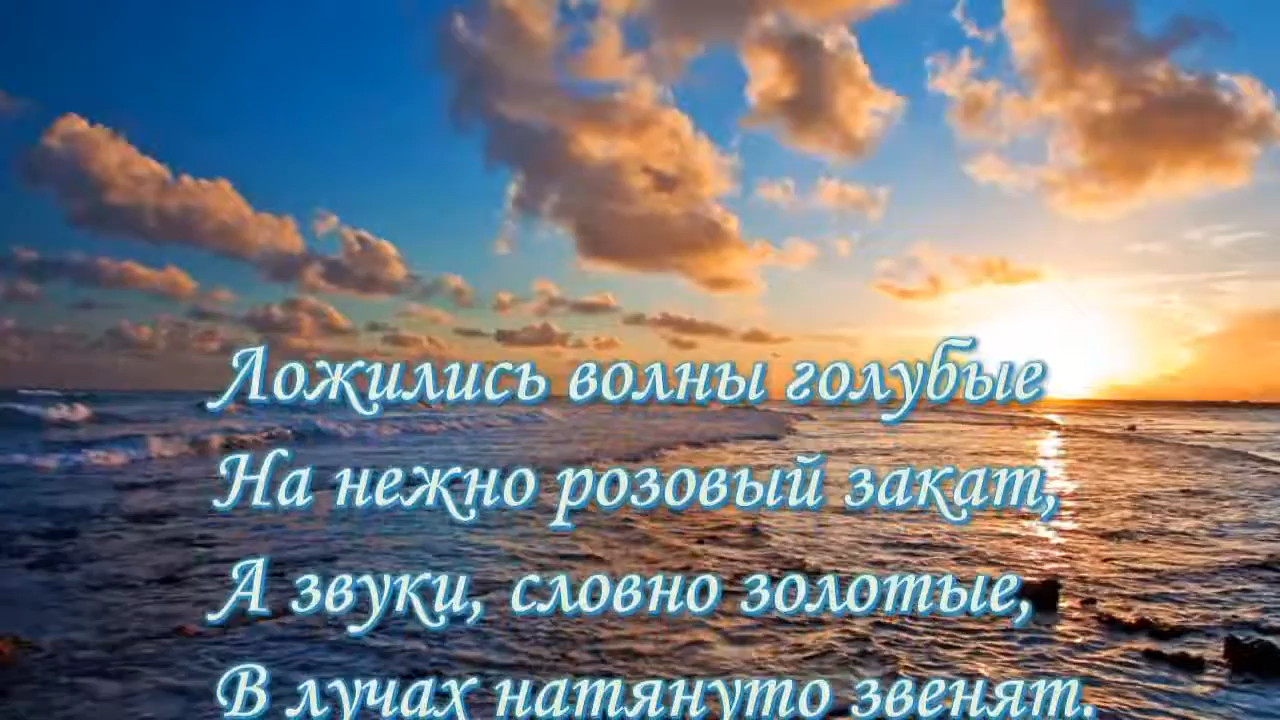 Ложились волны голубые
На нежно розовый закат,
А звуки, словно золотые,
В лучах натянуто звенят.